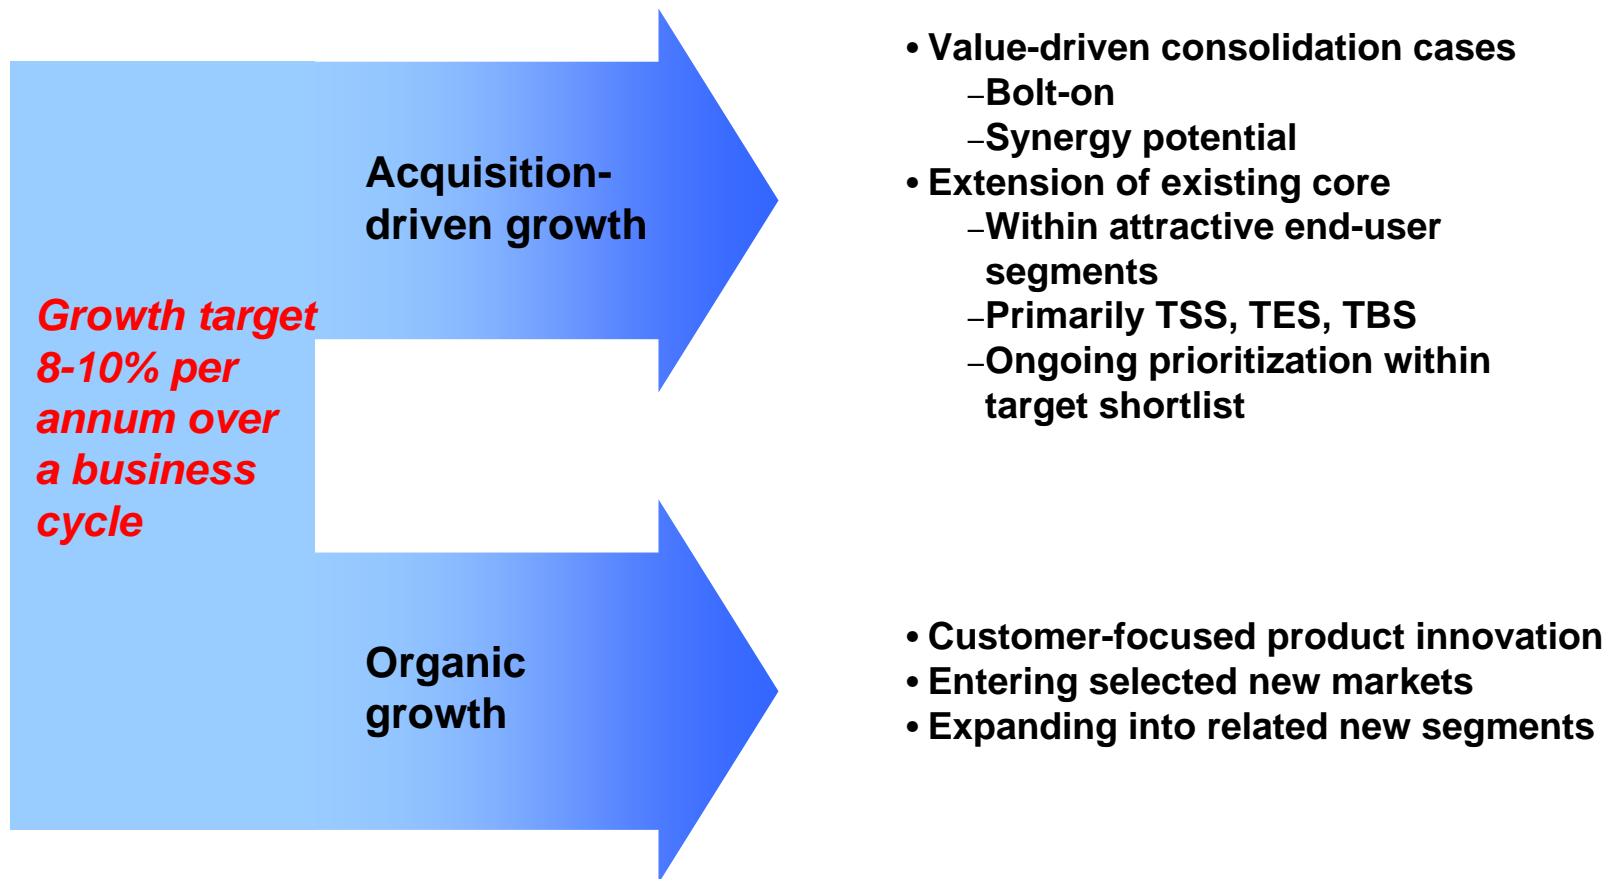 Growth target
8-10% per
annum over
a business
cycle
Acquisition-
driven growth
• Value-driven consolidation cases
–Bolt-on
–Synergy potential
• Extension of existing core
–Within attractive end-user
segments
–Primarily TSS, TES, TBS
–Ongoing prioritization within
target shortlist
Organic
growth
• Customer-focused product innovation
• Entering selected new markets
• Expanding into related new segments